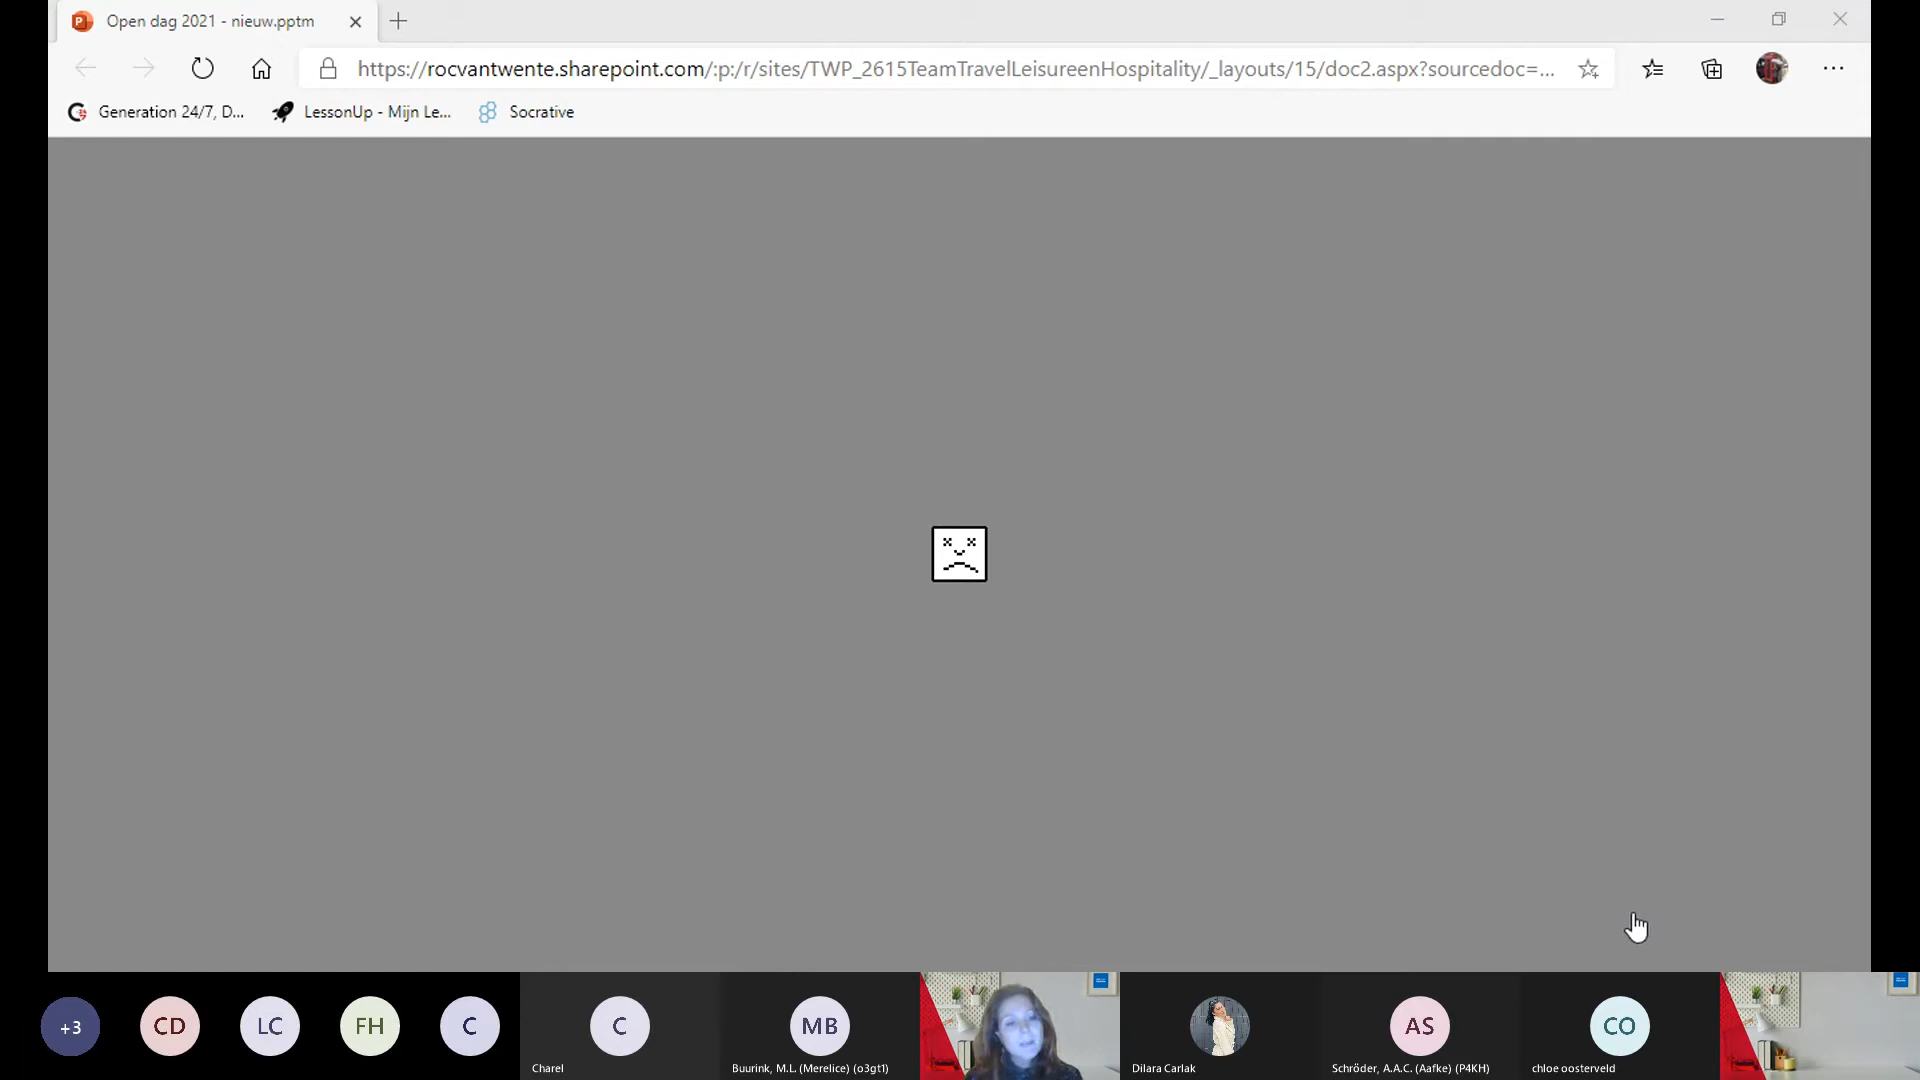 Open dag 2021 - nieuw.pptm
https://rocvantwente.sharepoint.com/:p:/r/sites/TWP_2615TeamTravelLeisureenHospitality/_layouts/15/doc2.aspx?sourcedoc=...
Generation 24/7, D... LessonUp - Mijn Le... Socrative
+3 CD LC FH C C MB AS CO
Charel Buurink, M.L. (Merelice) (o3gt1) Dilara Carlak Schröder, A.A.C. (Aafke) (P4KH) chloe oosterveld